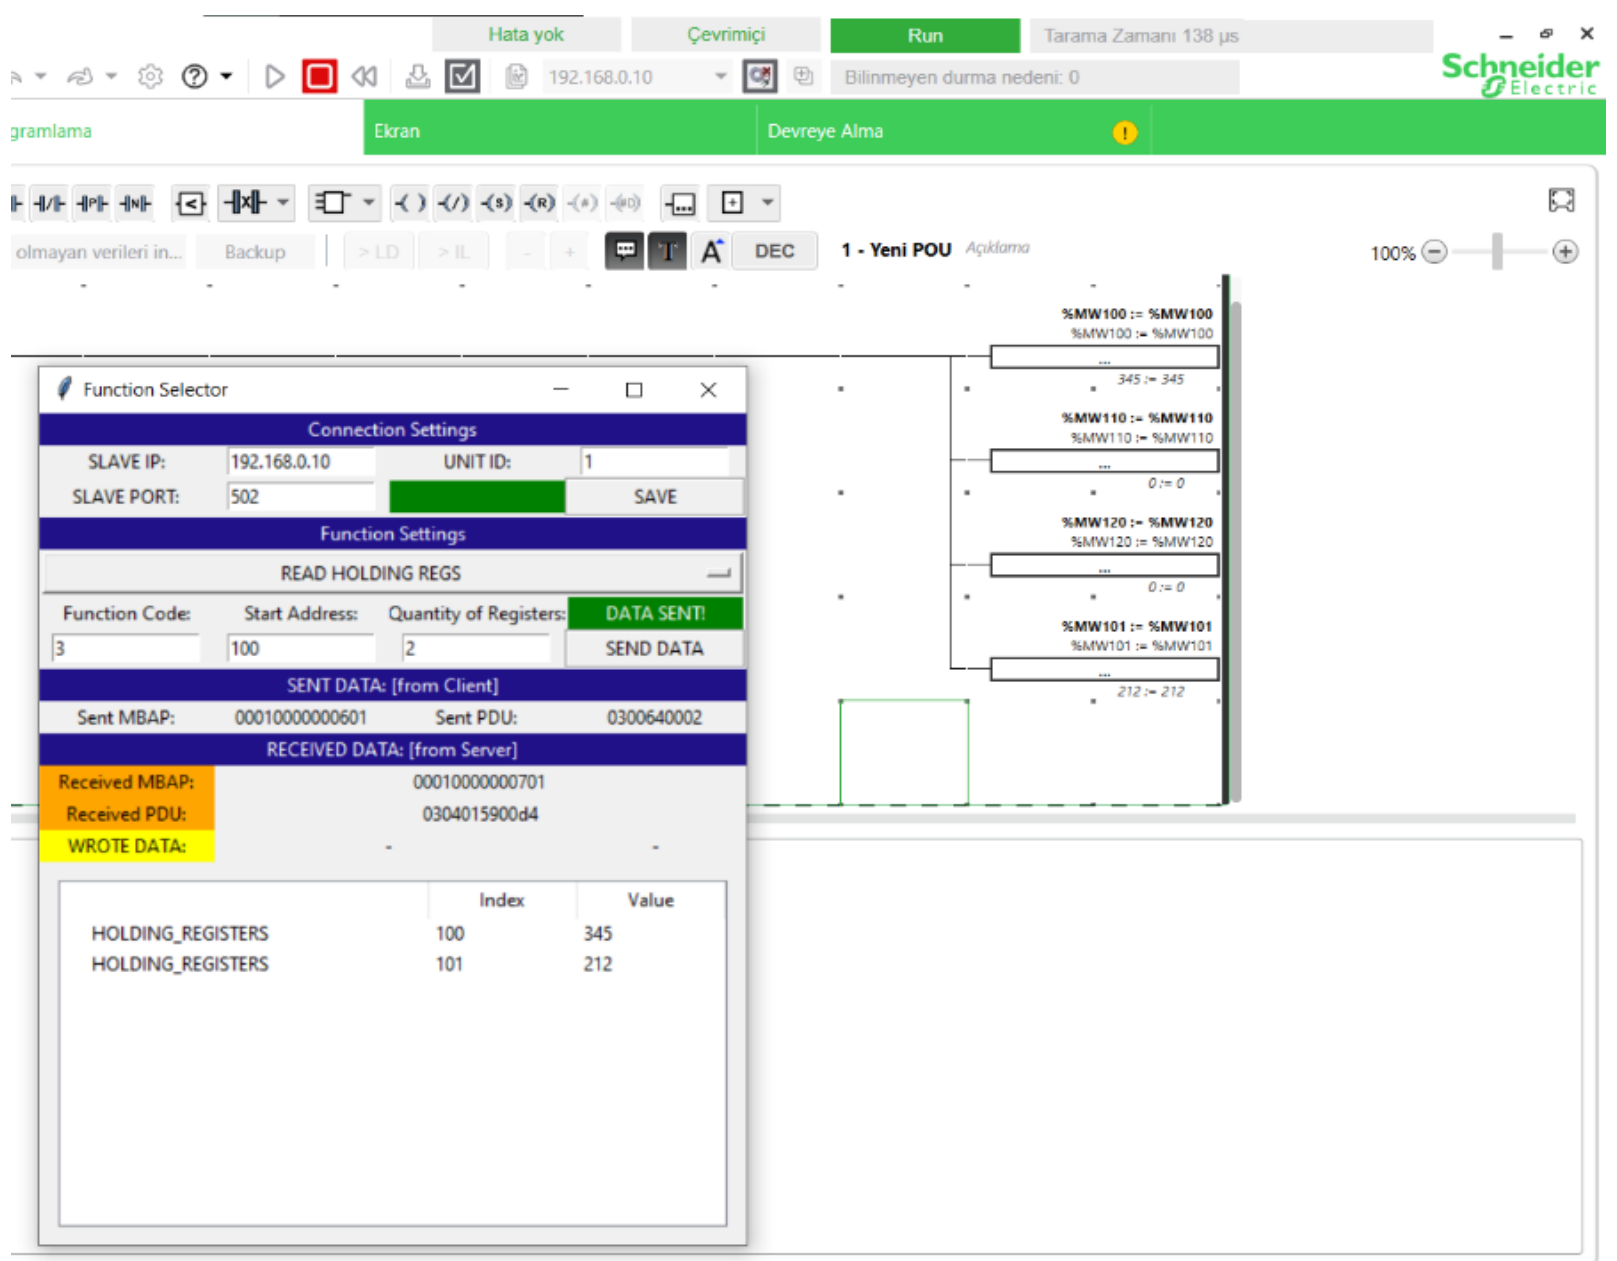 Hata yok Çevrimiçi Run Tarama Zamanı 138 µs
192.168.0.10 Bilinmeyen durma nedeni: 0
Schneider
Electric
gramlama Ekran Devreye Alma
olmayan verileri in... Backup > LD > IL - + T A DEC 1 - Yeni POU Açıklama 100%
%MW100 := %MW100
%MW100 := %MW100
...
345 := 345
%MW110 := %MW110
%MW110 := %MW110
...
0 := 0
%MW120 := %MW120
%MW120 := %MW120
...
0 := 0
%MW101 := %MW101
%MW101 := %MW101
...
212 := 212
Function Selector
Connection Settings
SLAVE IP: 192.168.0.10 UNIT ID: 1
SLAVE PORT: 502 SAVE
Function Settings
READ HOLDING REGS
Function Code: Start Address: Quantity of Registers: DATA SENT!
3 100 2 SEND DATA
SENT DATA: [from Client]
Sent MBAP: 00010000000601 Sent PDU: 0300640002
RECEIVED DATA: [from Server]
Received MBAP: 00010000000701
Received PDU: 0304015900d4
WROTE DATA: - -
Index Value
HOLDING_REGISTERS 100 345
HOLDING_REGISTERS 101 212